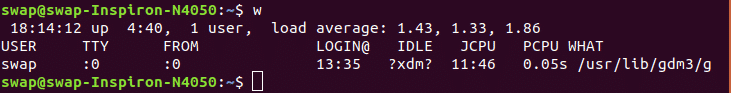 swap@swap-Inspiron-N4050:~$ w
 18:14:12 up  4:40,  1 user,  load average: 1.43, 1.33, 1.86
USER     TTY      FROM             LOGIN@   IDLE   JCPU   PCPU WHAT
swap     :0       :0               13:35   ?xdm?  11:46   0.05s /usr/lib/gdm3/g
swap@swap-Inspiron-N4050:~$